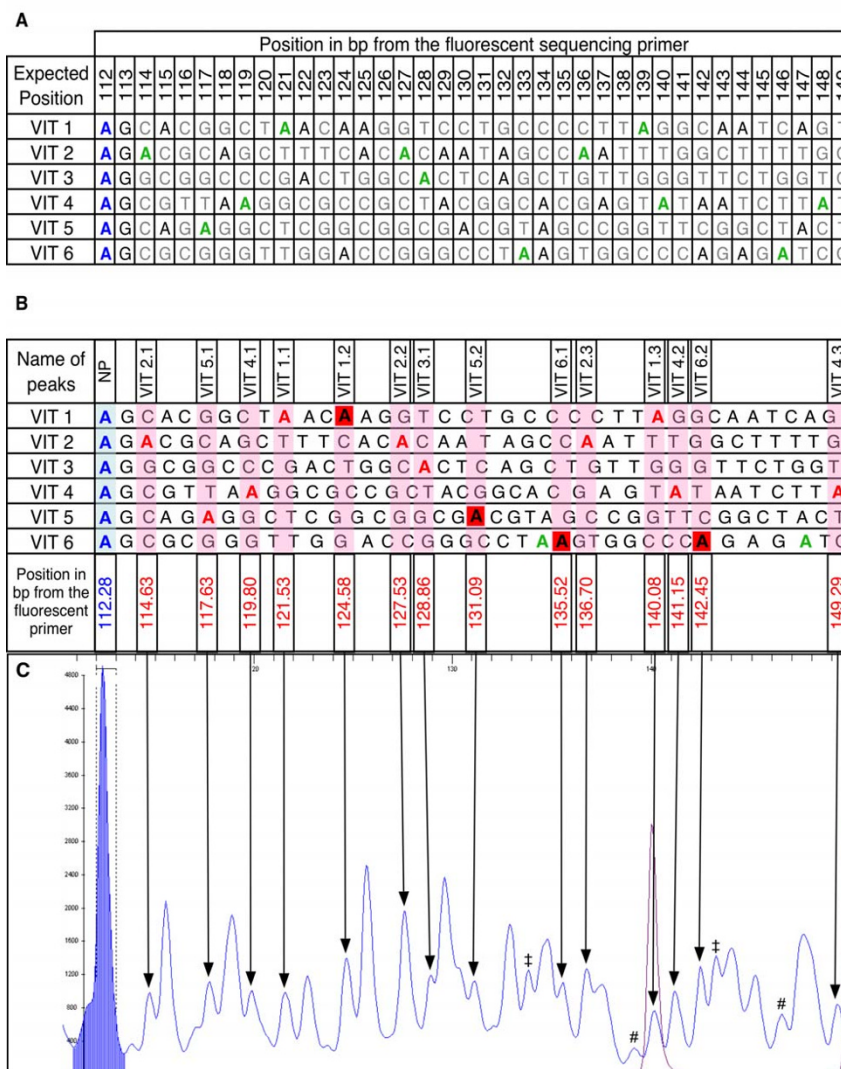 A
Position in bp from the fluorescent sequencing primer
Expected Position 112 113 114 115 116 117 118 119 120 121 122 123 124 125 126 127 128 129 130 131 132 133 134 135 136 137 138 139 140 141 142 143 144 145 146 147 148
VIT 1 A G C A C G G C T A A C A A G G T C C T G C C C C T T A G G C A A T C A G T
VIT 2 A G A C G C A G C T T T C A C A C A A T A G C C A A T T T G G C T T T T G C
VIT 3 A G G C G G C C C G A C T G G C A C T C A G C T G T T G G G T T C T G G T C
VIT 4 A G C G T T A A G G C G C C G C T A C G G C A C G A G T A T A A T C T T A T
VIT 5 A G C A G A G G C T C G G C G G C G A C G T A G C C G G T T C G G C T A C T
VIT 6 A G C G C G G G T T G G A C C G G G C C T A A G T G G C C C A G A G A T C C
B
Name of peaks NP VIT 2.1 VIT 5.1 VIT 4.1 VIT 1.1 VIT 1.2 VIT 2.2 VIT 3.1 VIT 5.2 VIT 6.1 VIT 2.3 VIT 1.3 VIT 4.2 VIT 6.2 VIT 4.3
VIT 1 A G C A C G G C T A A C A A G G T C C T G C C C C T T A G G C A A T C A G
VIT 2 A G A C G C A G C T T T C A C A C A A T A G C C A A T T T G G C T T T T G
VIT 3 A G G C G G C C C G A C T G G C A C T C A G C T G T T G G G T T C T G G T
VIT 4 A G C G T T A A G G C G C C G C T A C G G C A C G A G T A T A A T C T T A
VIT 5 A G C A G A G G C T C G G C G G C G A C G T A G C C G G T T C G G C T A C T
VIT 6 A G C G C G G G T T G G A C C G G G C C T A A G T G G C C C A G A G A T C
Position in bp from the fluorescent primer 112.28 114.63 117.63 119.80 121.53 124.58 127.53 128.86 131.09 135.52 136.70 140.08 141.15 142.45 149.29
C
130 140
4800
4400
4000
3600
3200
2800
2400
2000
1600
1200
800
400
‡ ‡
# #